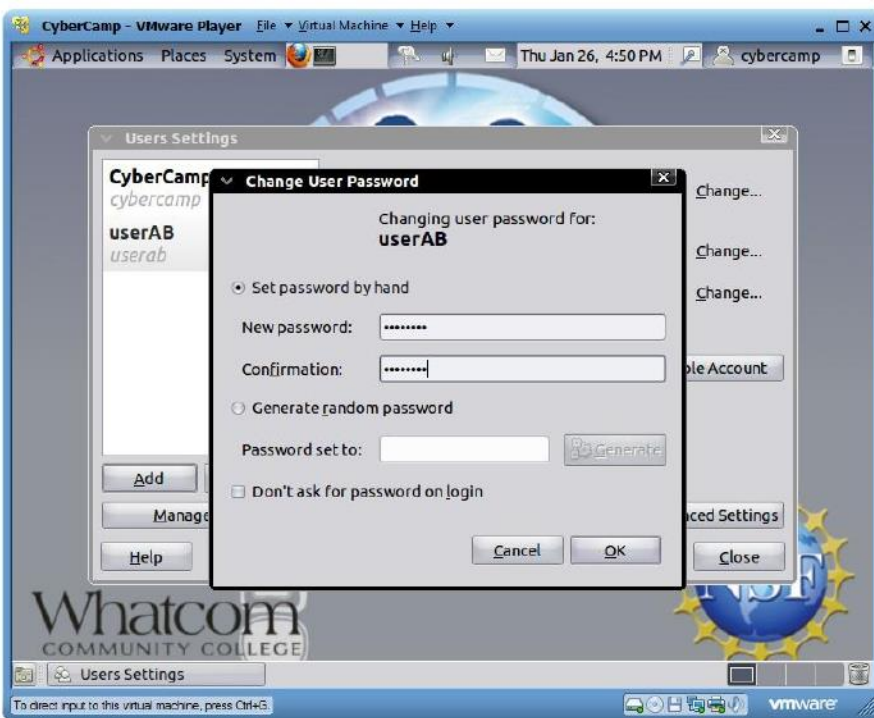 CyberCamp - VMware Player File Virtual Machine Help
Applications Places System Thu Jan 26, 4:50 PM cybercamp
Users Settings
CyberCamp
cybercamp
userAB
userab
Change...
Change...
Change...
Change User Password
Changing user password for:
userAB
Set password by hand
New password: ••••••••
Confirmation: ••••••••
Generate random password
Password set to: Generate
Don't ask for password on login
Cancel OK
ble Account
Add
Manage
ced Settings
Help
Close
Whatcom
COMMUNITY COLLEGE
NSF
Users Settings
To direct input to this virtual machine, press Ctrl+G.
vmware